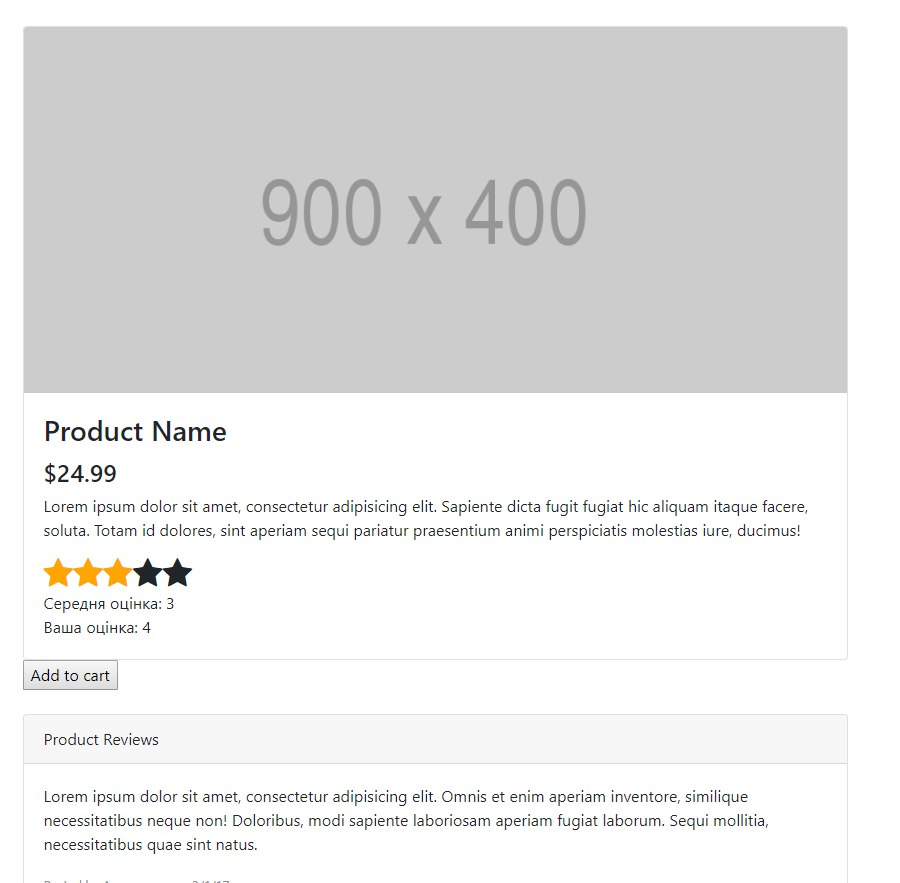 900 x 400
Product Name
$24.99
Lorem ipsum dolor sit amet, consectetur adipisicing elit. Sapiente dicta fugit fugiat hic aliquam itaque facere,
soluta. Totam id dolores, sint aperiam sequi pariatur praesentium animi perspiciatis molestias iure, ducimus!
Середня оцінка: 3
Ваша оцінка: 4
Add to cart
Product Reviews
Lorem ipsum dolor sit amet, consectetur adipisicing elit. Omnis et enim aperiam inventore, similique
necessitatibus neque non! Doloribus, modi sapiente laboriosam aperiam fugiat laborum. Sequi mollitia,
necessitatibus quae sint natus.